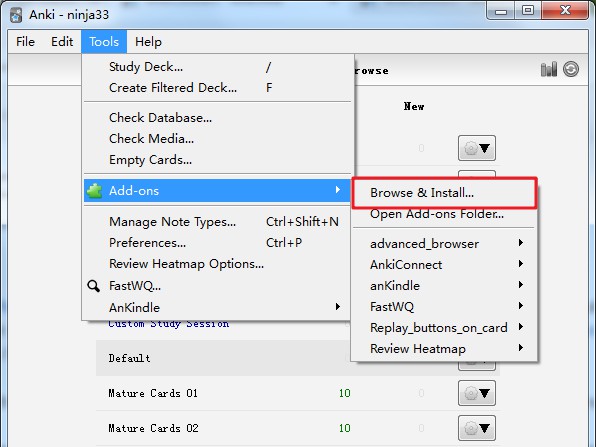 Anki - ninja33
File Edit Tools Help
Study Deck... /
Create Filtered Deck... F
rowse
New
Check Database...
Check Media...
Empty Cards...
0
Add-ons
Browse & Install...
Open Add-ons Folder...
Manage Note Types... Ctrl+Shift+N
Preferences... Ctrl+P
Review Heatmap Options...
FastWQ...
AnKindle
advanced_browser
AnkiConnect
anKindle
FastWQ
Replay_buttons_on_card
Review Heatmap
Custom Study Session
Default
Mature Cards 01 10 0
Mature Cards 02 10 0